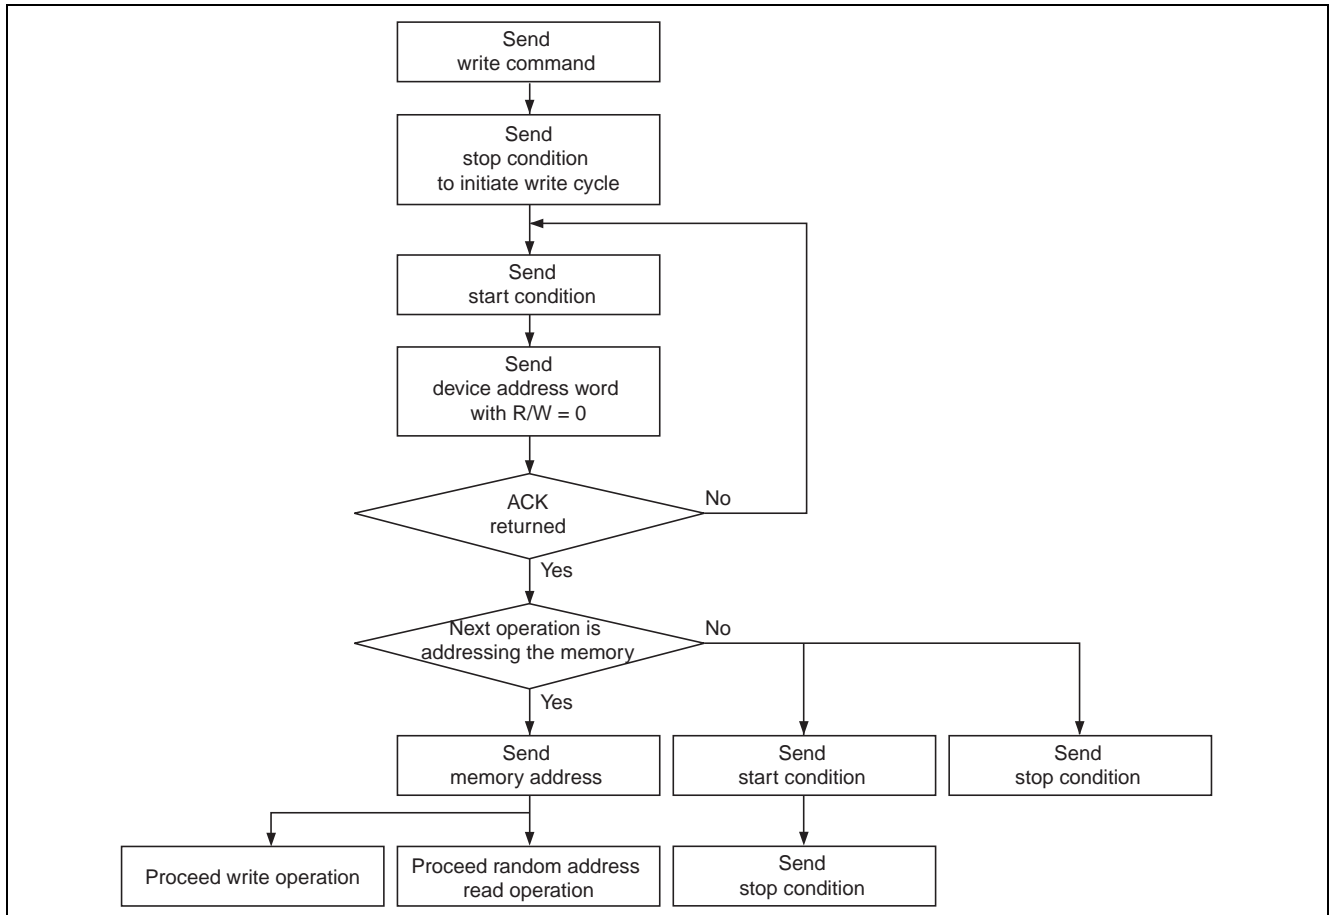 Send
write command
Send
stop condition
to initiate write cycle
Send
start condition
Send
device address word
with R/W = 0
ACK
returned
No
Yes
Next operation is
addressing the memory
No
Yes
Send
memory address
Send
start condition
Send
stop condition
Proceed write operation
Proceed random address
read operation
Send
stop condition